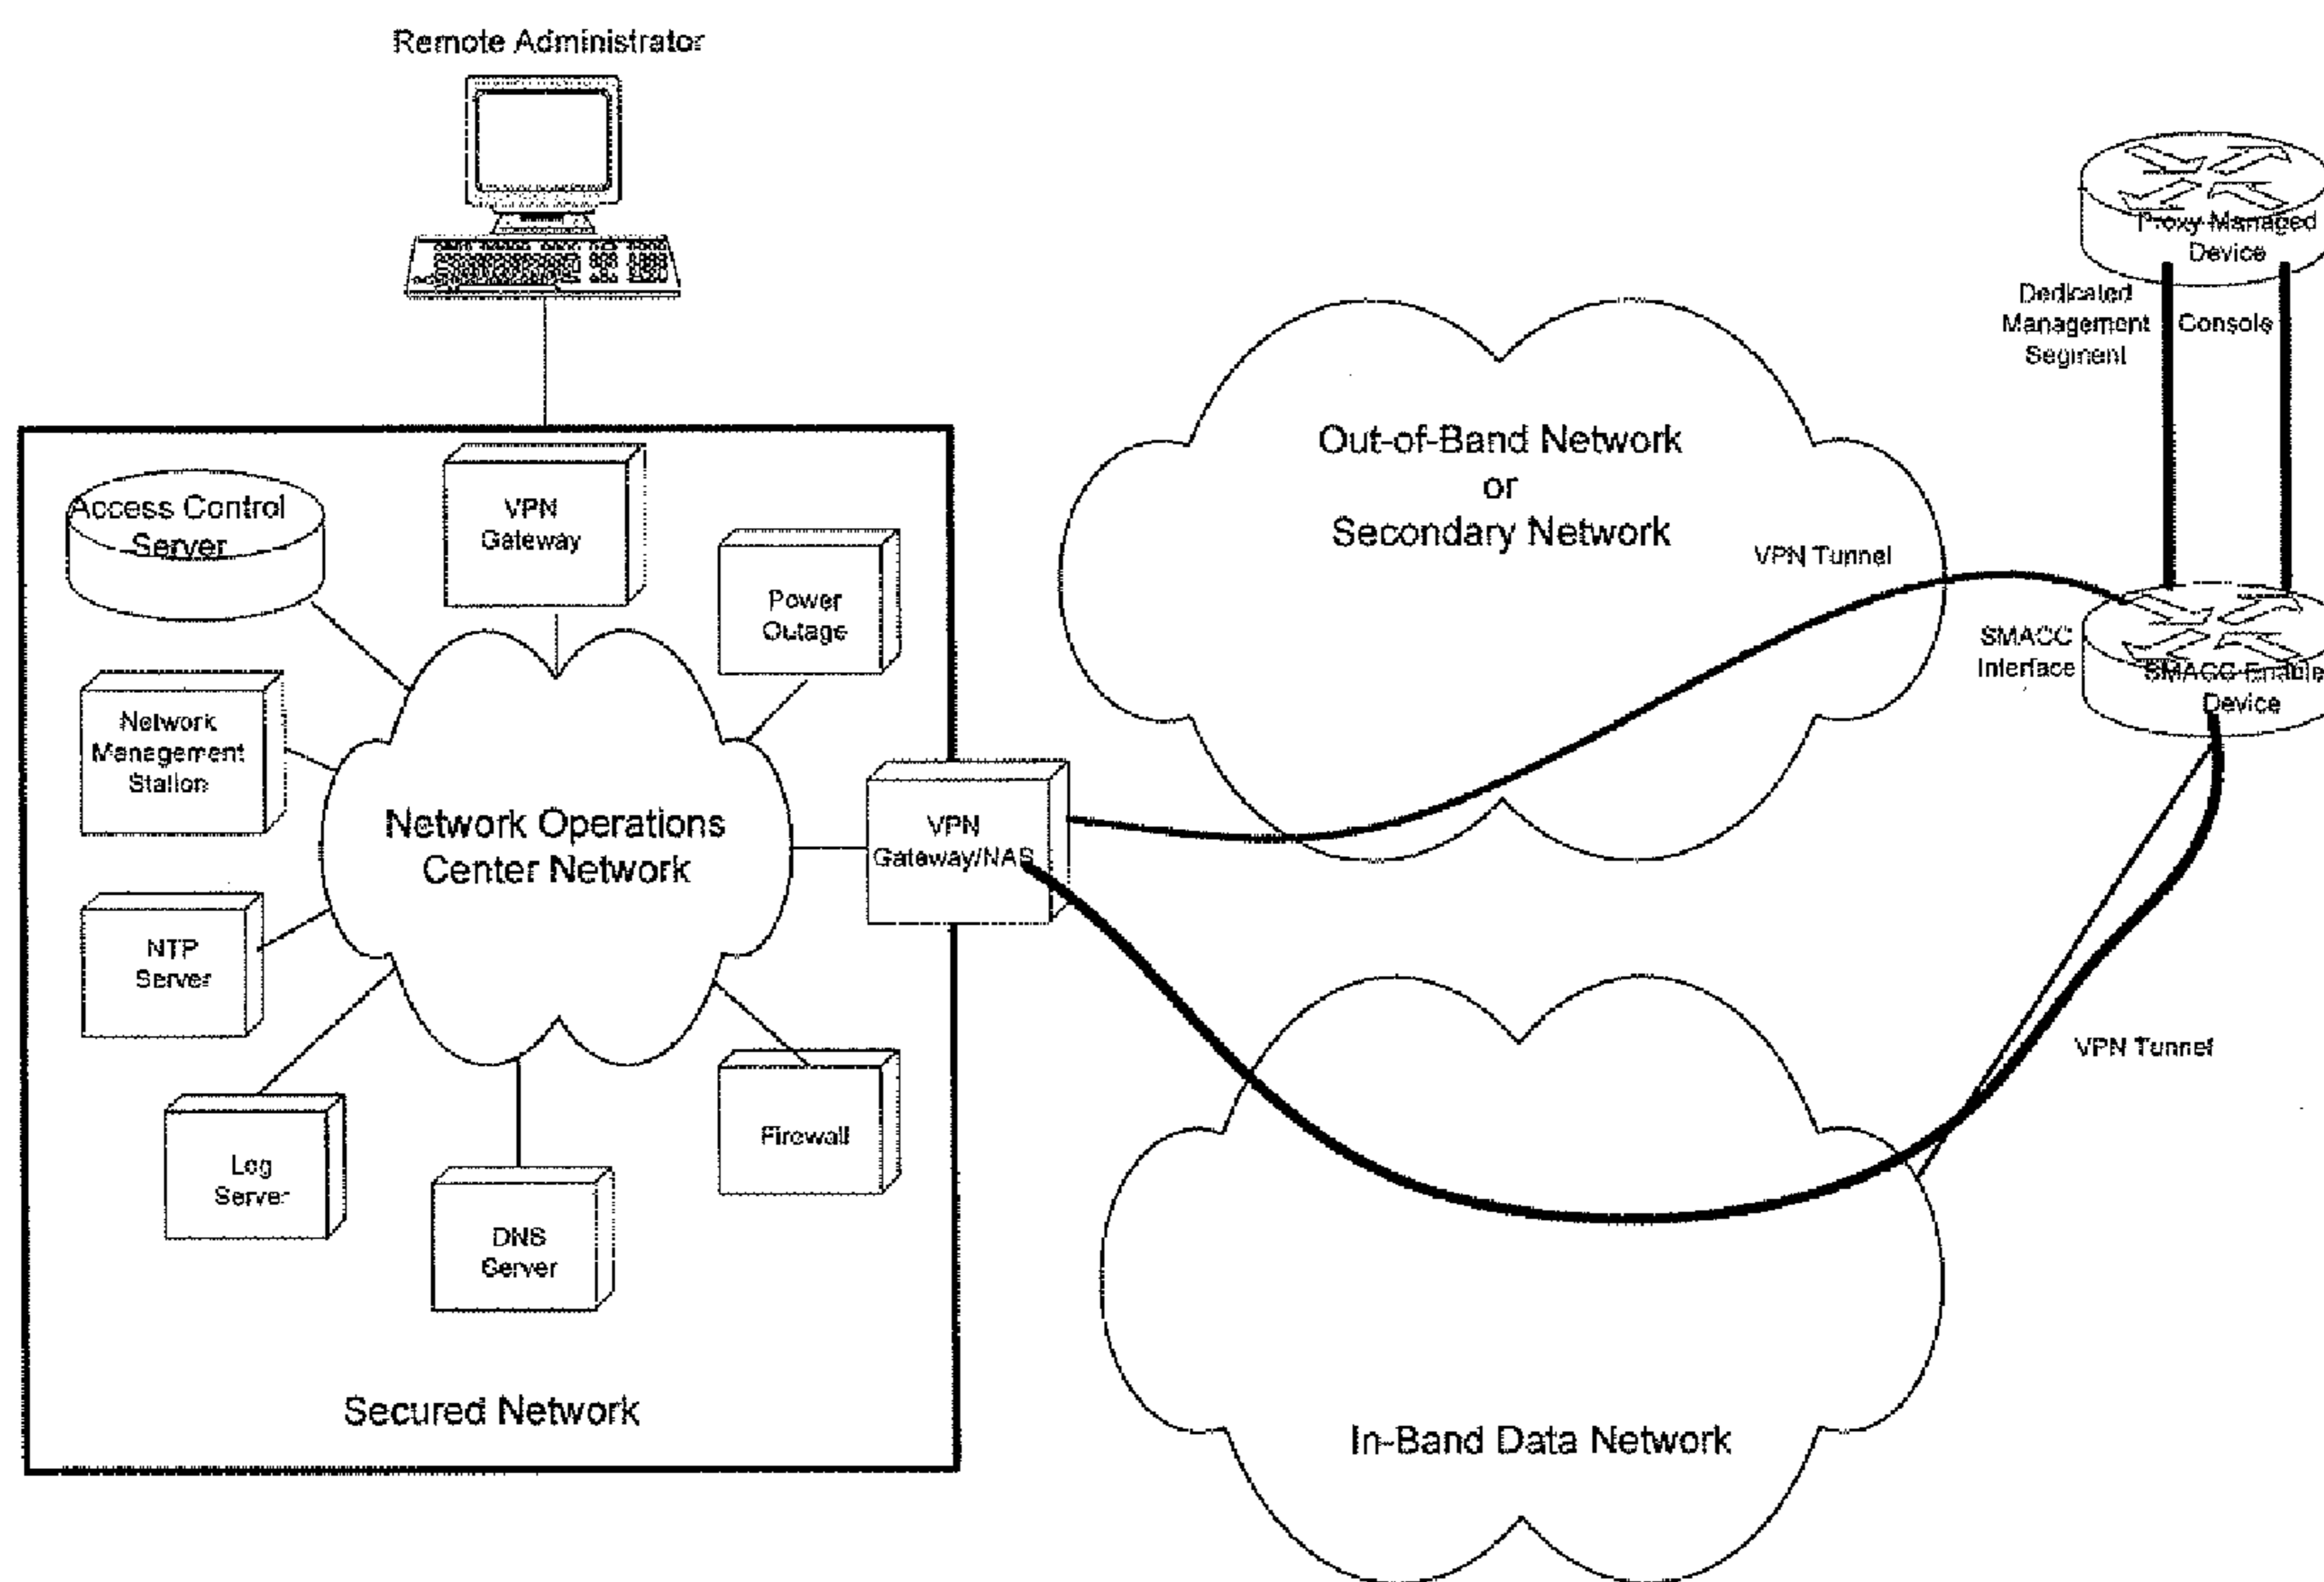 Remote Administrator
Proxy Managed
Device
Dedicated
Management
Segment
Console
Out-of-Band Network
or
Secondary Network
VPN Tunnel
SMACC
Interface
SMACC Enable
Device
Access Control
Server
VPN
Gateway
Power
Outage
Network
Management
Station
Network Operations
Center Network
VPN
Gateway/NAS
NTP
Server
Log
Server
DNS
Server
Firewall
VPN Tunnel
Secured Network
In-Band Data Network